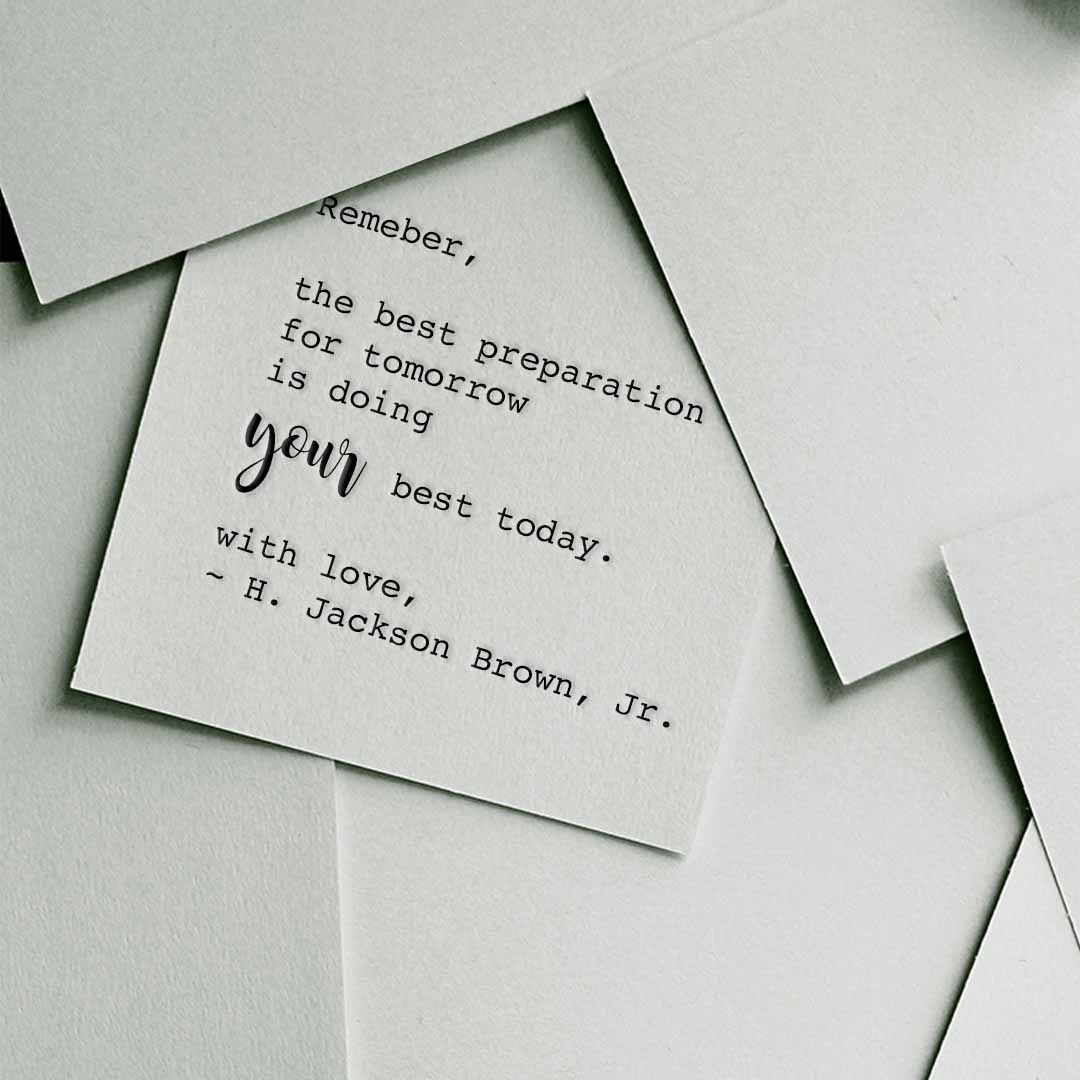 Remeber,
the best preparation
for tomorrow
is doing
your best today.
with love,
~ H. Jackson Brown, Jr.